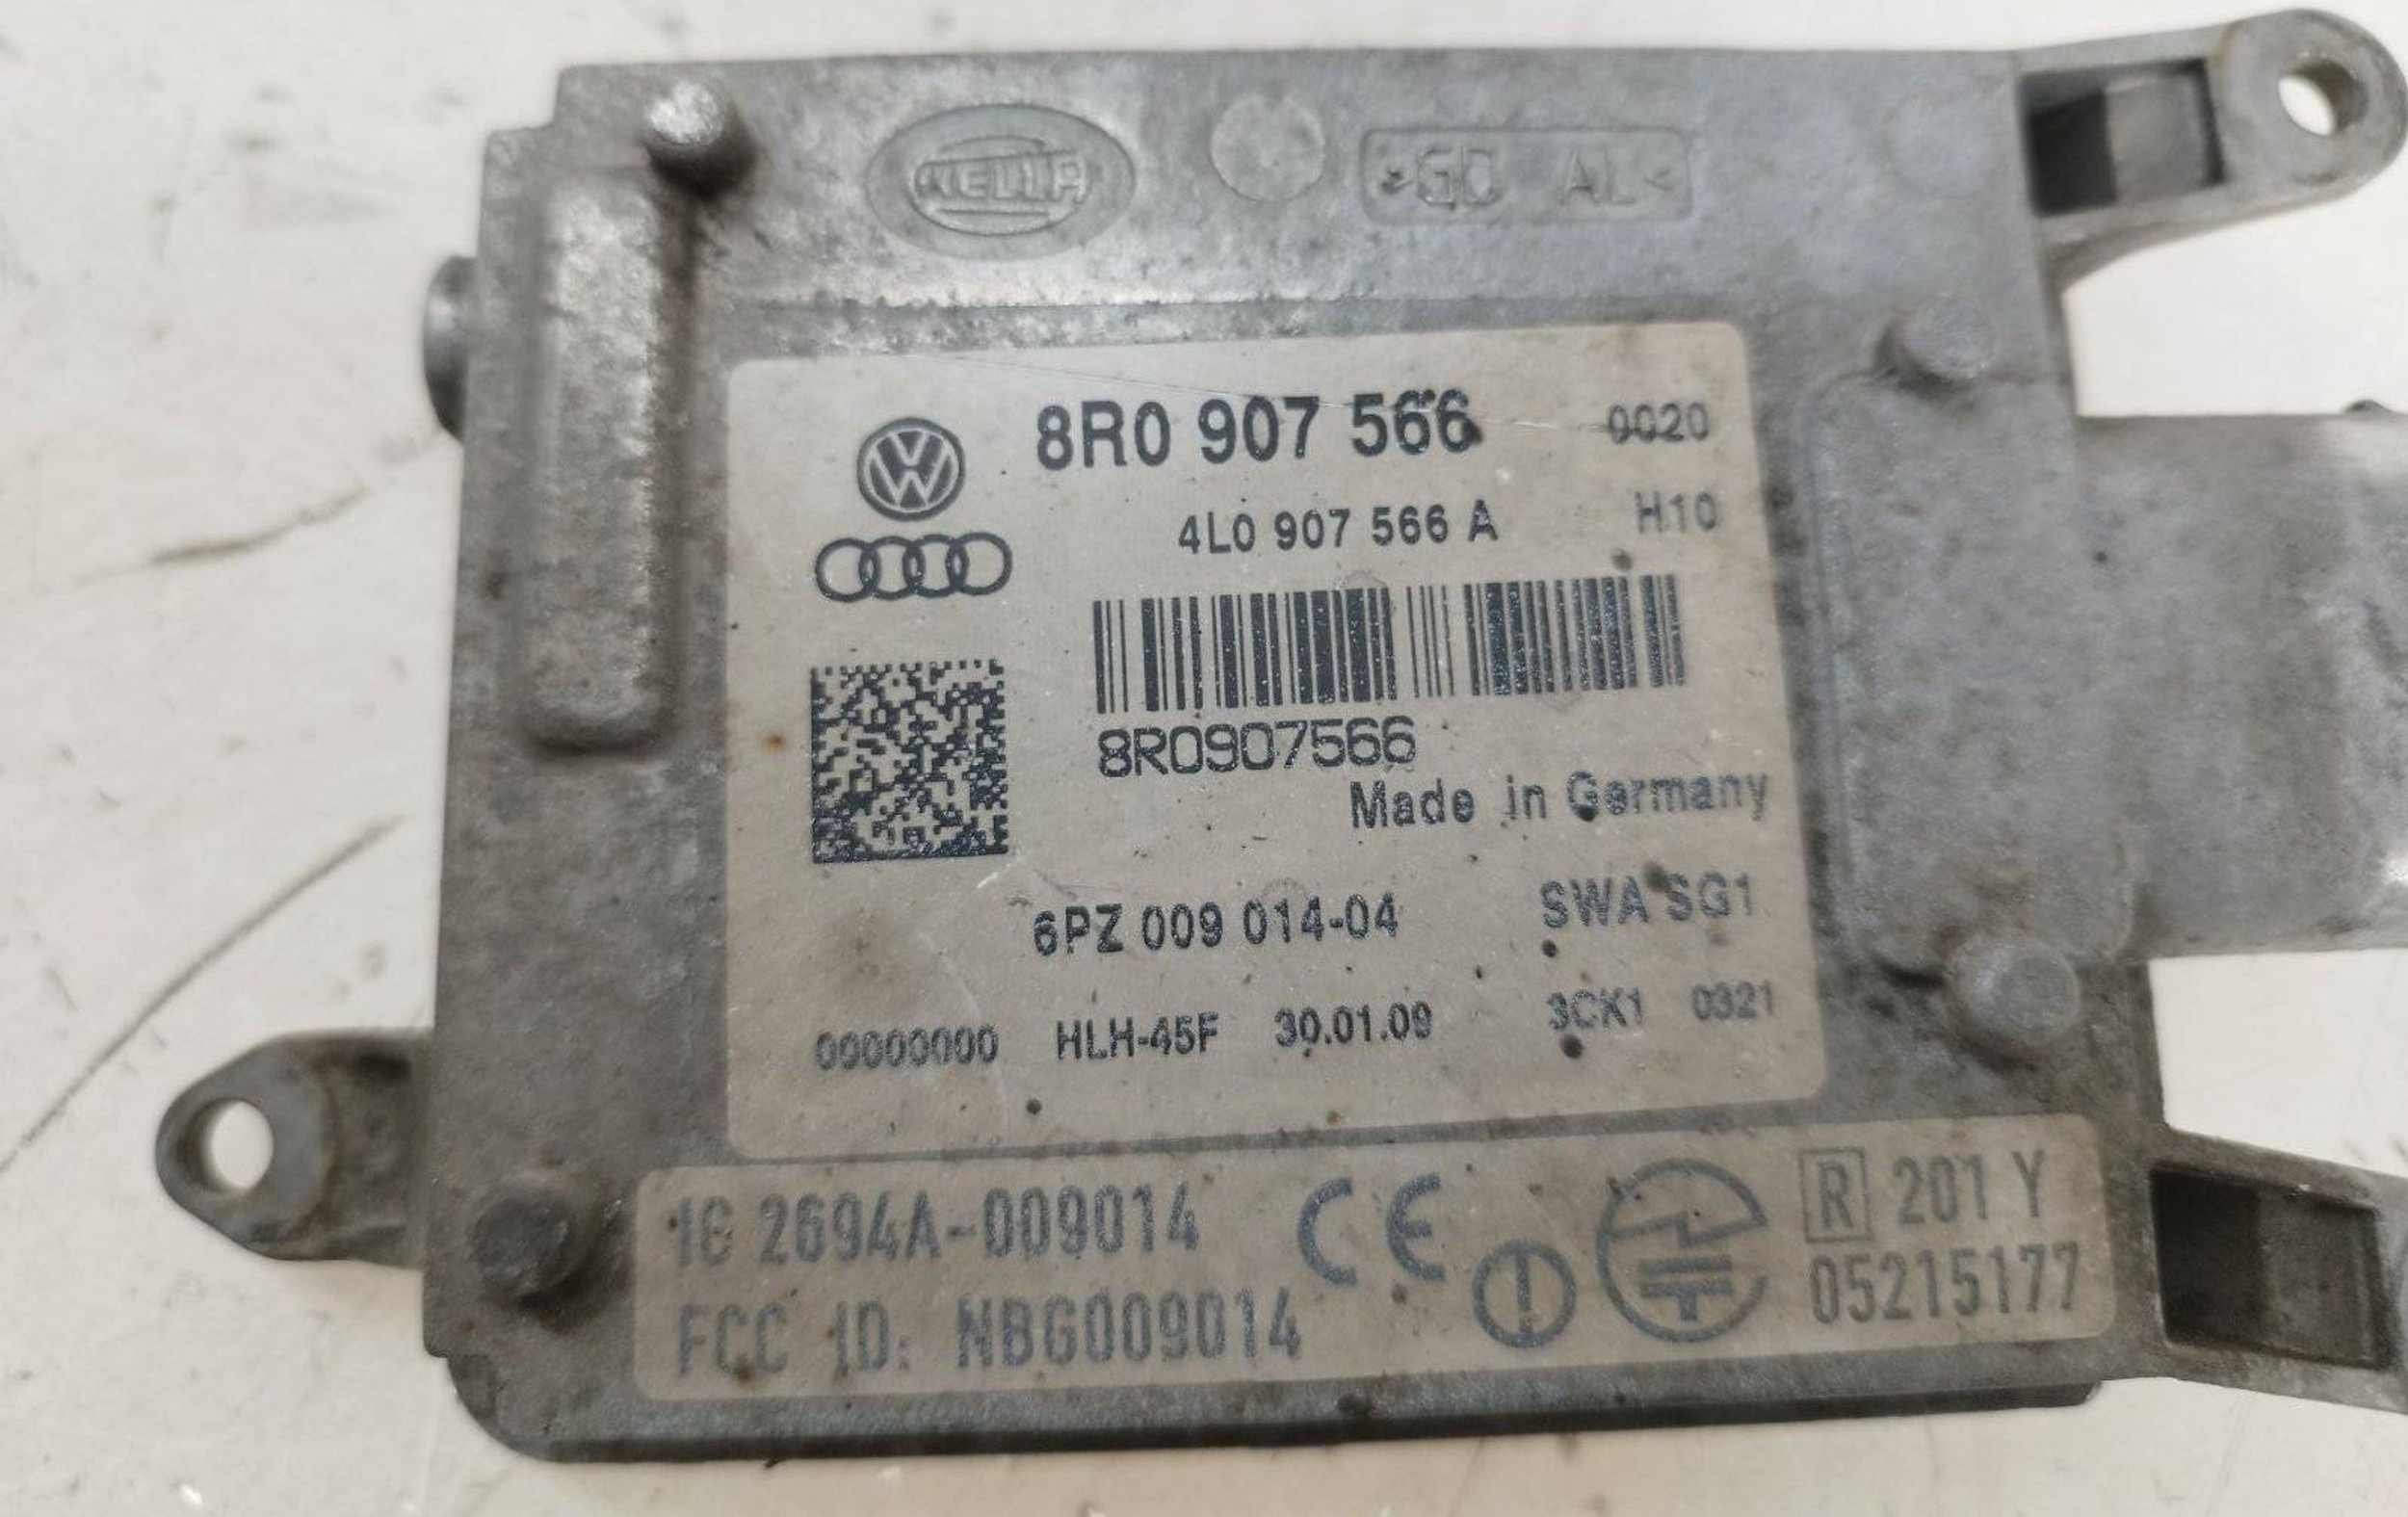 HELLA >GD AL<
8R0 907 566 0020
4L0 907 566 A H10
8R0907566
Made in Germany
6PZ 009 014-04 SWA SG1
00000000 HLH-45F 30.01.09 3CK1 0321
IC 2694A-009014 CE R 201 Y
FCC ID: NBG009014 05215177